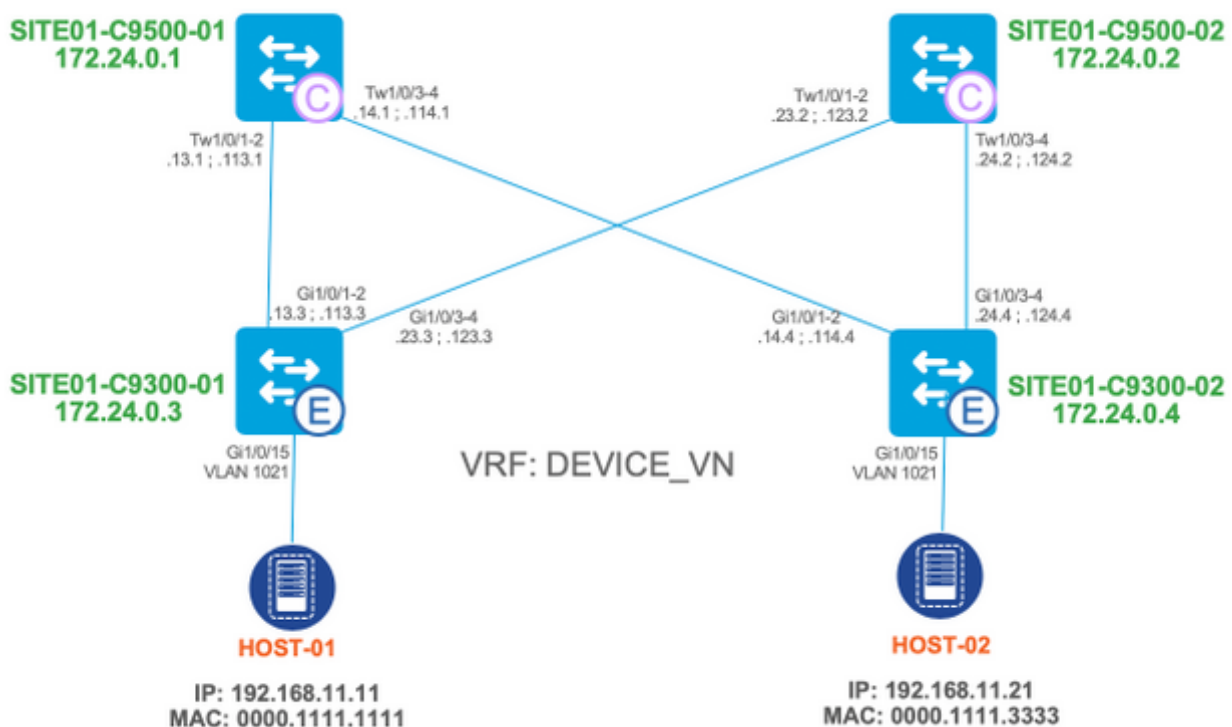 SITE01-C9500-01
172.24.0.1
C
Tw1/0/3-4
.14.1 ; .114.1
Tw1/0/1-2
.13.1 ; .113.1
SITE01-C9500-02
172.24.0.2
C
Tw1/0/1-2
.23.2 ; .123.2
Tw1/0/3-4
.24.2 ; .124.2
Gi1/0/1-2
.13.3 ; .113.3
Gi1/0/3-4
.23.3 ; .123.3
Gi1/0/1-2
.14.4 ; .114.4
Gi1/0/3-4
.24.4 ; .124.4
SITE01-C9300-01
172.24.0.3
E
SITE01-C9300-02
172.24.0.4
E
Gi1/0/15
VLAN 1021
VRF: DEVICE_VN
Gi1/0/15
VLAN 1021
HOST-01
IP: 192.168.11.11
MAC: 0000.1111.1111
HOST-02
IP: 192.168.11.21
MAC: 0000.1111.3333